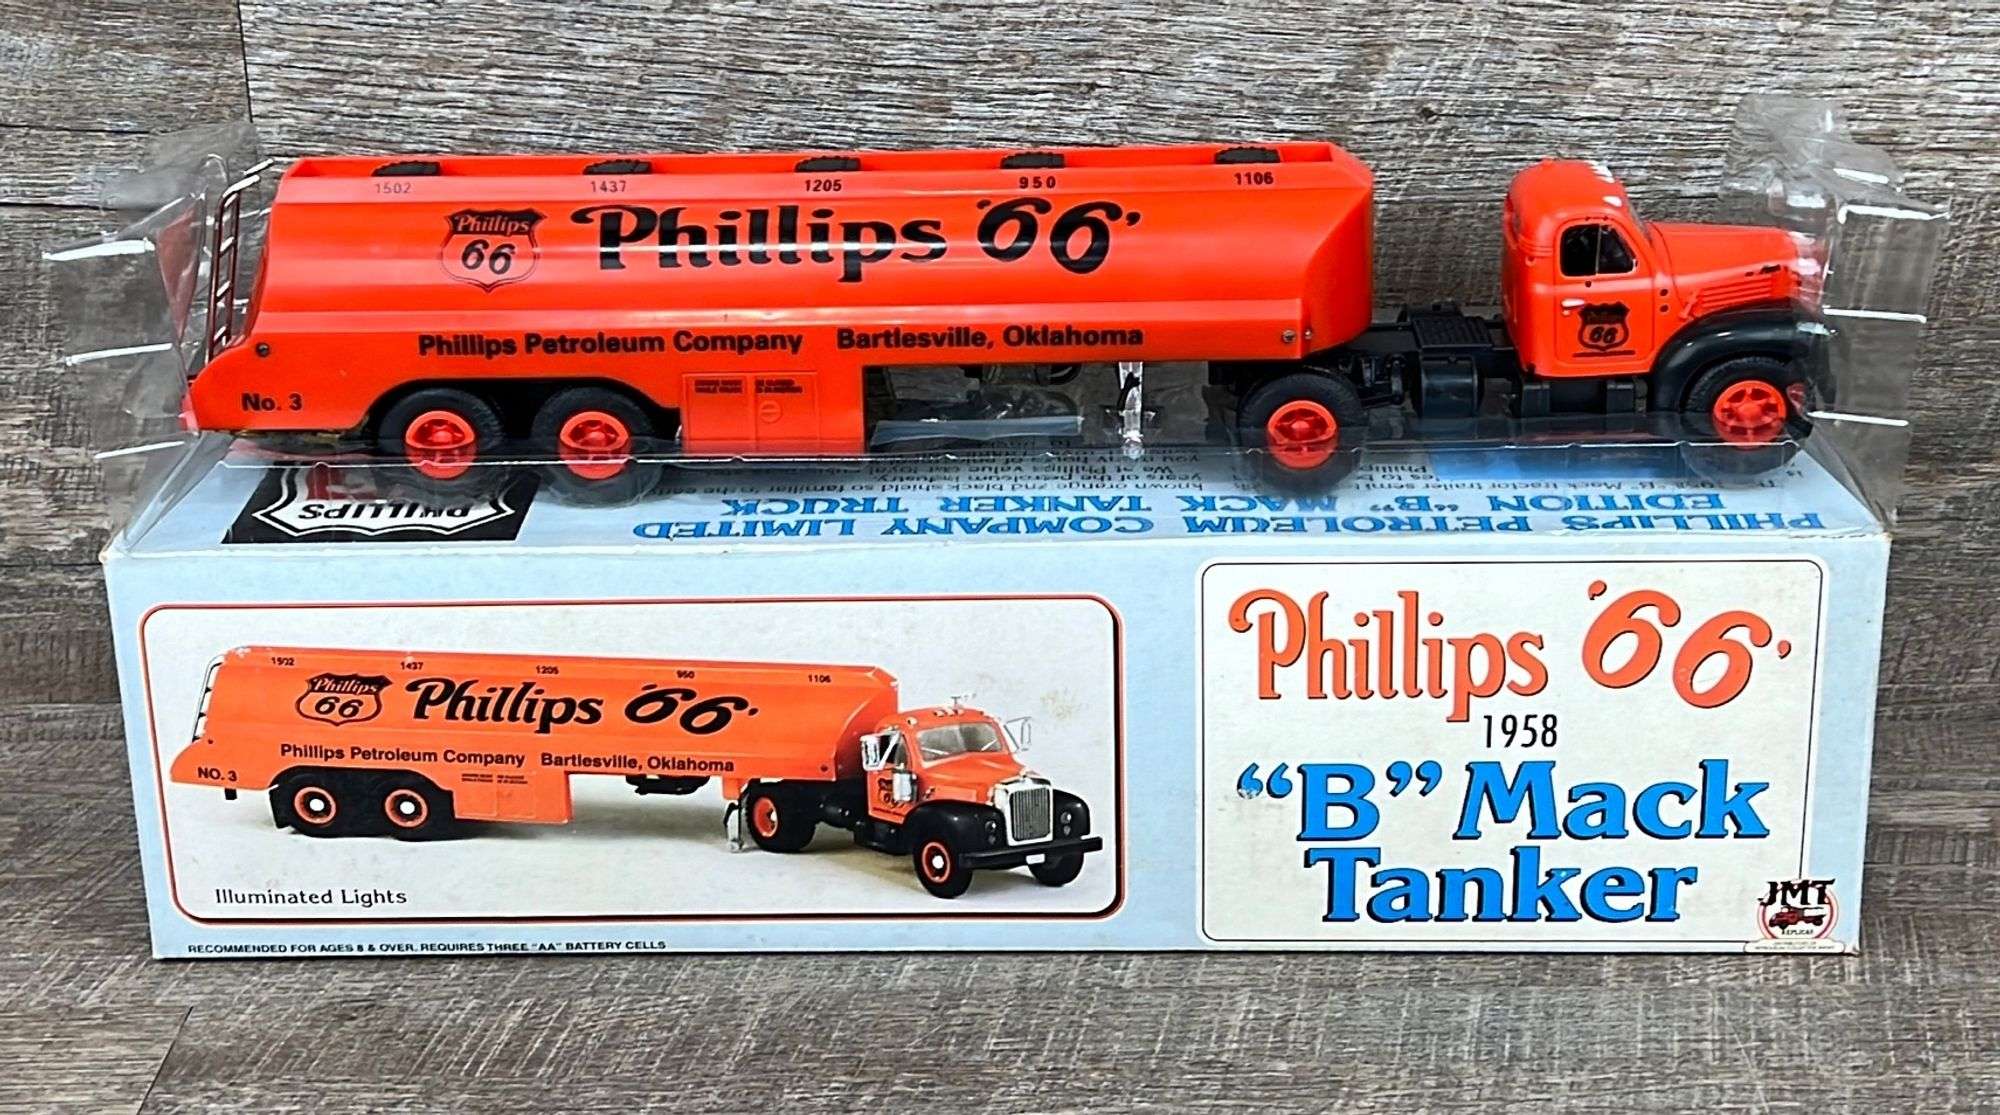 1502 1437 1205 950 1106
Phillips 66
Phillips '66'
66
Phillips Petroleum Company Bartlesville, Oklahoma
No. 3
PHILLIPS
PHILLIPS PETROLEUM COMPANY LIMITED
EDITION "B" MACK TANKER TRUCK
1502 1437 1205 950 1106
Phillips 66
Phillips '66'
Phillips Petroleum Company Bartlesville, Oklahoma
NO. 3
66
Illuminated Lights
RECOMMENDED FOR AGES 8 & OVER. REQUIRES THREE "AA" BATTERY CELLS
Phillips '66'
1958
"B" Mack
Tanker
JMT
REPLICAS